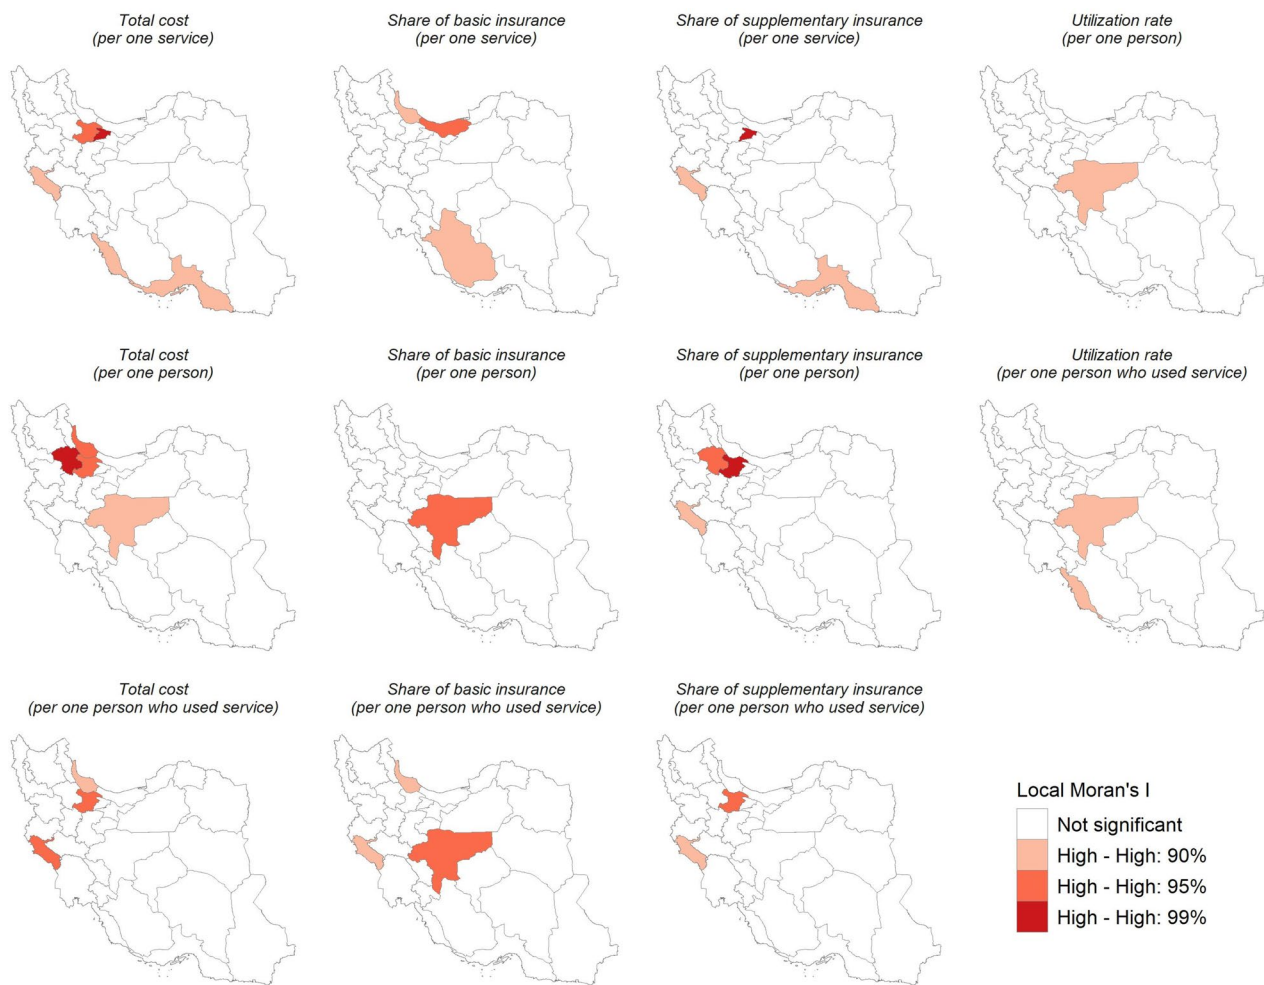 Total cost
(per one service)
Share of basic insurance
(per one service)
Share of supplementary insurance
(per one service)
Utilization rate
(per one person)
Total cost
(per one person)
Share of basic insurance
(per one person)
Share of supplementary insurance
(per one person)
Utilization rate
(per one person who used service)
Total cost
(per one person who used service)
Share of basic insurance
(per one person who used service)
Share of supplementary insurance
(per one person who used service)
Local Moran's I
Not significant
High - High: 90%
High - High: 95%
High - High: 99%